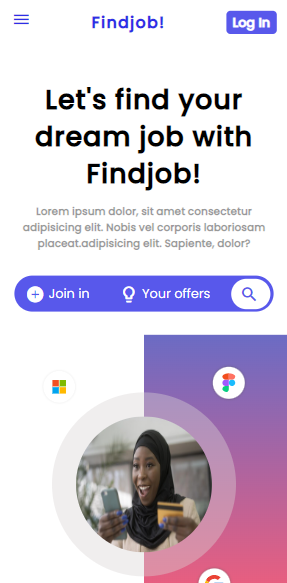 Findjob!
Log In
Let's find your
dream job with
Findjob!
Lorem ipsum dolor, sit amet consectetur
adipisicing elit. Nobis vel corporis laboriosam
placeat.adipisicing elit. Sapiente, dolor?
Join in
Your offers